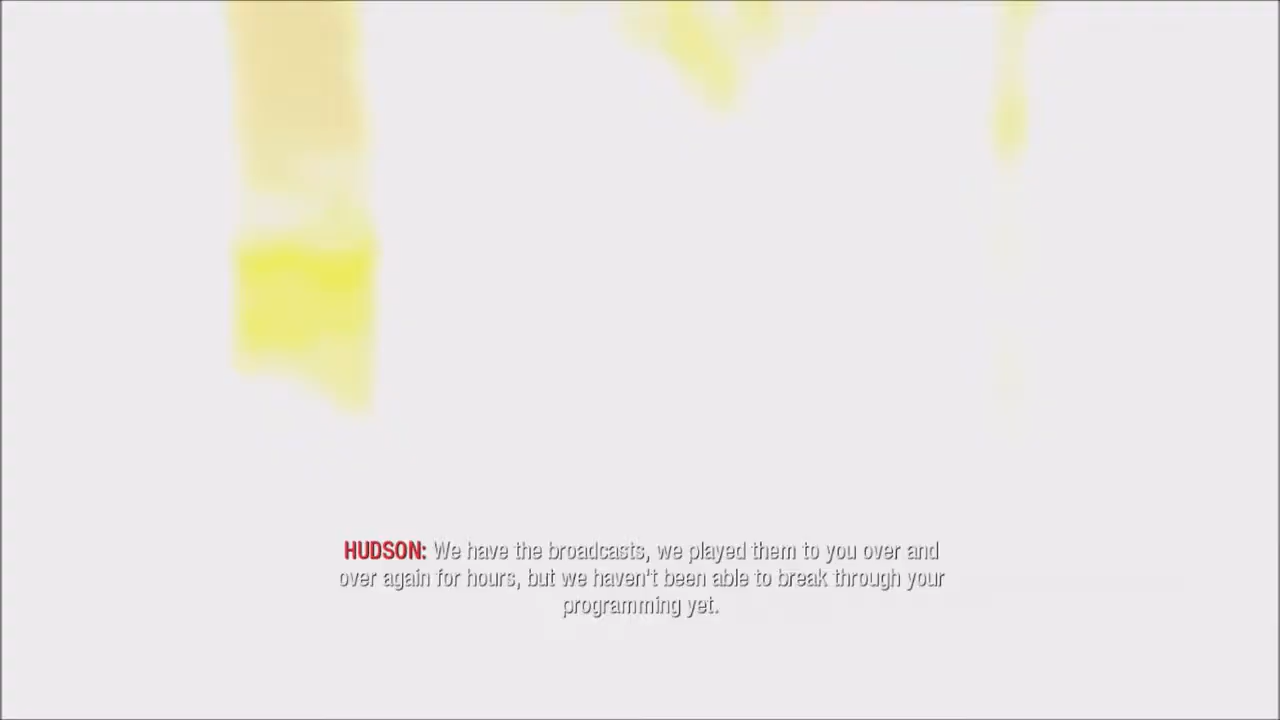 HUDSON: We have the broadcasts, we played them to you over and
over again for hours, but we haven't been able to break through your
programming yet.